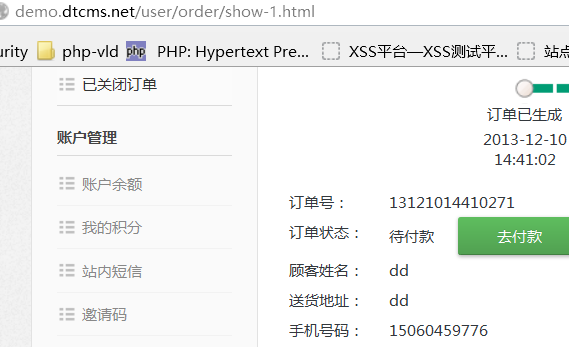 demo.dtcms.net/user/order/show-1.html
urity php-vld php PHP: Hypertext Pre... XSS平台—XSS测试平... 站点
已关闭订单
账户管理
账户余额
我的积分
站内短信
邀请码
订单已生成
2013-12-10
14:41:02
订单号： 13121014410271
订单状态： 待付款 去付款
顾客姓名： dd
送货地址： dd
手机号码： 15060459776